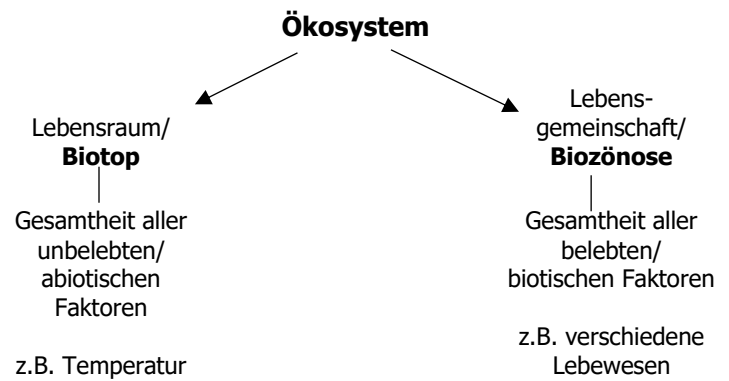 Ökosystem
Lebensraum/
Biotop
Gesamtheit aller
unbelebten/
abiotischen
Faktoren
z.B. Temperatur
Lebens-
gemeinschaft/
Biozönose
Gesamtheit aller
belebten/
biotischen Faktoren
z.B. verschiedene
Lebewesen